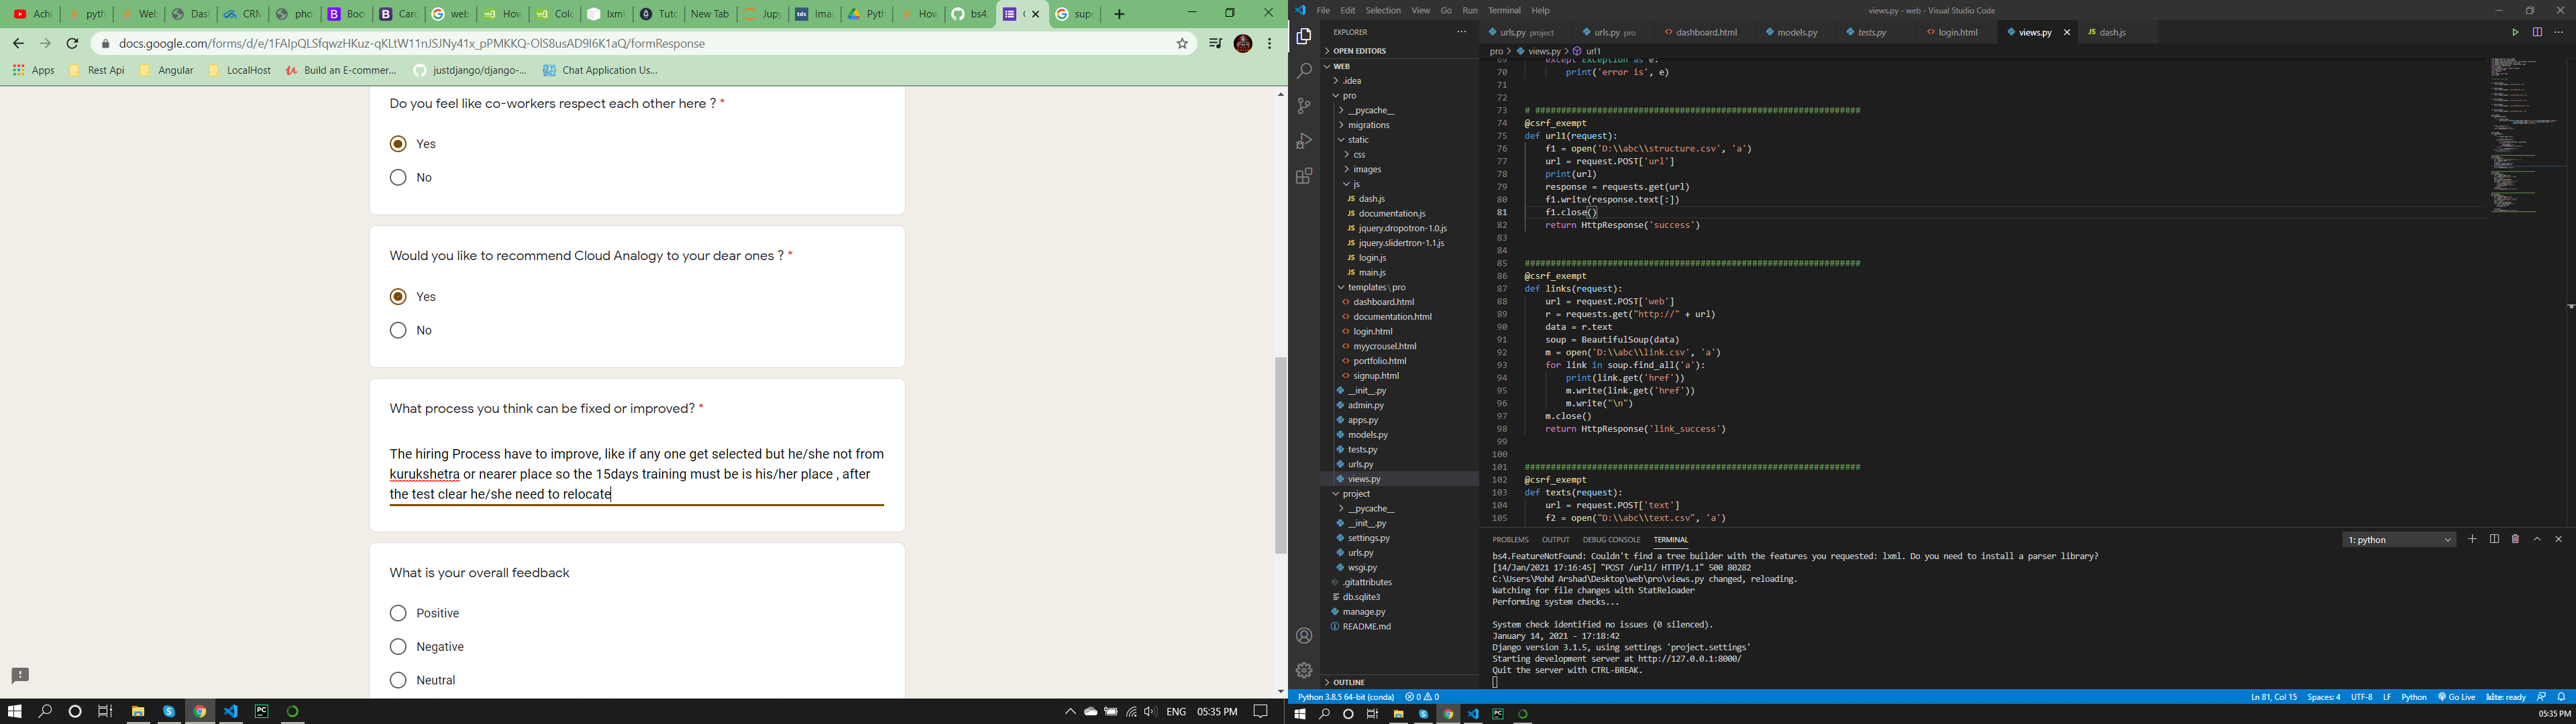 Achi
pyth
Web
Dash
CRM
pho
Boo
Card
web
How
Colo
lxml
Tuto
New Tab
Jupy
Imag
Pyth
How
bs4.
supe
docs.google.com/forms/d/e/1FAIpQLSfqwzHKuz-qKLtW11nJSJNy41x_pPMKKQ-OlS8usAD9I6K1aQ/formResponse
Apps
Rest Api
Angular
LocalHost
Build an E-commer...
justdjango/django-...
Chat Application Us...
Do you feel like co-workers respect each other here ? *
Yes
No
Would you like to recommend Cloud Analogy to your dear ones ? *
Yes
No
What process you think can be fixed or improved? *
The hiring Process have to improve, like if any one get selected but he/she not from
kurukshetra or nearer place so the 15days training must be is his/her place , after
the test clear he/she need to relocate
What is your overall feedback
Positive
Negative
Neutral
ENG 05:35 PM
File Edit Selection View Go Run Terminal Help
views.py - web - Visual Studio Code
EXPLORER
OPEN EDITORS
WEB
.idea
pro
__pycache__
migrations
static
css
images
js
dash.js
documentation.js
jquery.dropotron-1.0.js
jquery.slidertron-1.1.js
login.js
main.js
templates\pro
dashboard.html
documentation.html
login.html
myycrousel.html
portfolio.html
signup.html
__init__.py
admin.py
apps.py
models.py
tests.py
urls.py
views.py
project
__pycache__
__init__.py
settings.py
urls.py
wsgi.py
.gitattributes
db.sqlite3
manage.py
README.md
OUTLINE
urls.py project
urls.py pro
dashboard.html
models.py
tests.py
login.html
views.py
dash.js
pro > views.py > url1
69 except Exception as e:
70 print('error is', e)
71
72
73 # #################################################################
74 @csrf_exempt
75 def url1(request):
76 f1 = open('D:\\abc\\structure.csv', 'a')
77 url = request.POST['url']
78 print(url)
79 response = requests.get(url)
80 f1.write(response.text[:])
81 f1.close()
82 return HttpResponse('success')
83
84
85 #################################################################
86 @csrf_exempt
87 def links(request):
88 url = request.POST['web']
89 r = requests.get("http://" + url)
90 data = r.text
91 soup = BeautifulSoup(data)
92 m = open('D:\\abc\\link.csv', 'a')
93 for link in soup.find_all('a'):
94 print(link.get('href'))
95 m.write(link.get('href'))
96 m.write("\n")
97 m.close()
98 return HttpResponse('link_success')
99
100
101 #################################################################
102 @csrf_exempt
103 def texts(request):
104 url = request.POST['text']
105 f2 = open("D:\\abc\\text.csv", 'a')
PROBLEMS OUTPUT DEBUG CONSOLE TERMINAL
1: python
bs4.FeatureNotFound: Couldn't find a tree builder with the features you requested: lxml. Do you need to install a parser library?
[14/Jan/2021 17:16:45] "POST /url1/ HTTP/1.1" 500 80282
C:\Users\Mohd Arshad\Desktop\web\pro\views.py changed, reloading.
Watching for file changes with StatReloader
Performing system checks...
System check identified no issues (0 silenced).
January 14, 2021 - 17:18:42
Django version 3.1.5, using settings 'project.settings'
Starting development server at http://127.0.0.1:8000/
Quit the server with CTRL-BREAK.
Python 3.8.5 64-bit (conda) 0 0
Ln 81, Col 15 Spaces: 4 UTF-8 LF Python Go Live kite: ready
05:35 PM